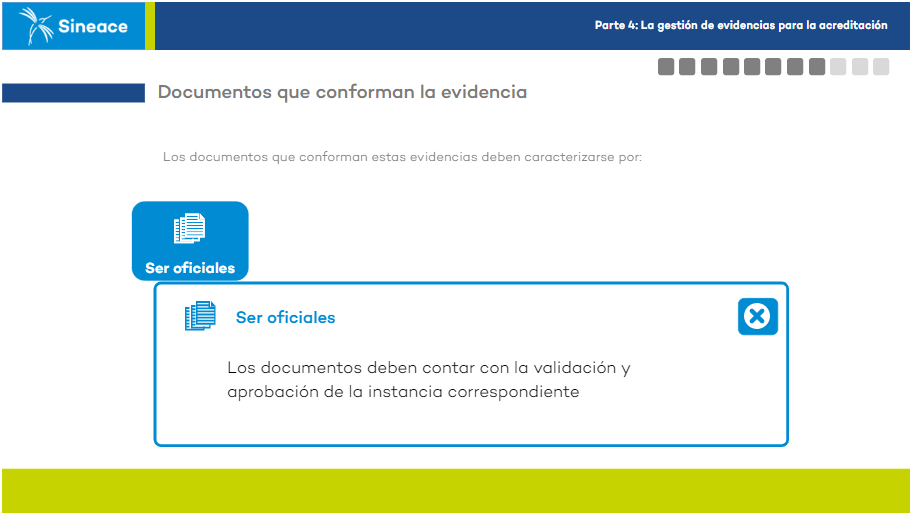 Sineace
Parte 4: La gestión de evidencias para la acreditación
Documentos que conforman la evidencia
Los documentos que conforman estas evidencias deben caracterizarse por:
Ser oficiales
Ser oficiales
Los documentos deben contar con la validación y
aprobación de la instancia correspondiente